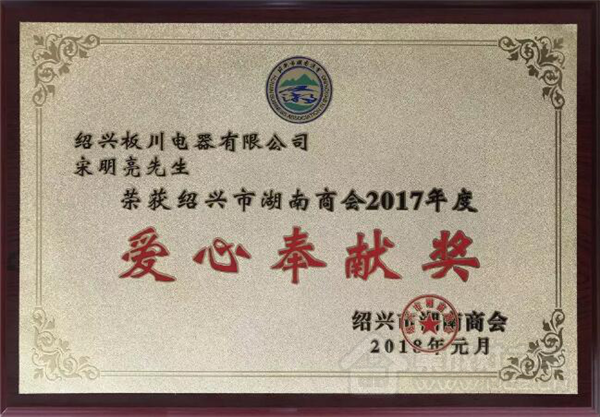 绍兴板川电器有限公司
宋明亮先生
荣获绍兴市湖南商会2017年度
爱心奉献奖
绍兴市湖南商会
2018年元月